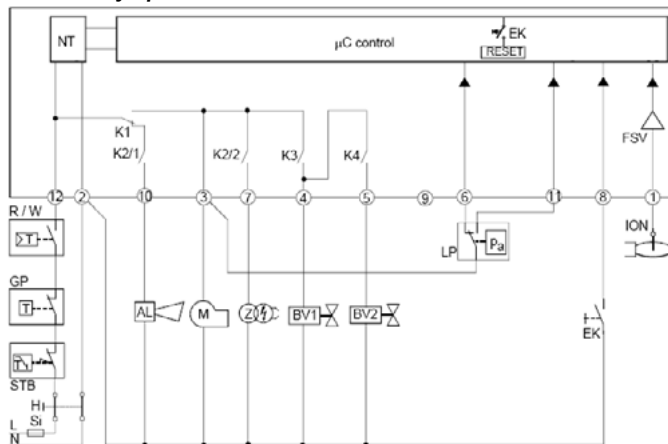 NT
µC control
EK
RESET
FSV
K1
K2/1
K2/2
K3
K4
12
2
10
3
7
4
5
9
6
11
8
1
R / W
ΣT
GP
T
STB
LP
Pa
ION
AL
M
Z
BV1
BV2
EK
H
Si
L
N